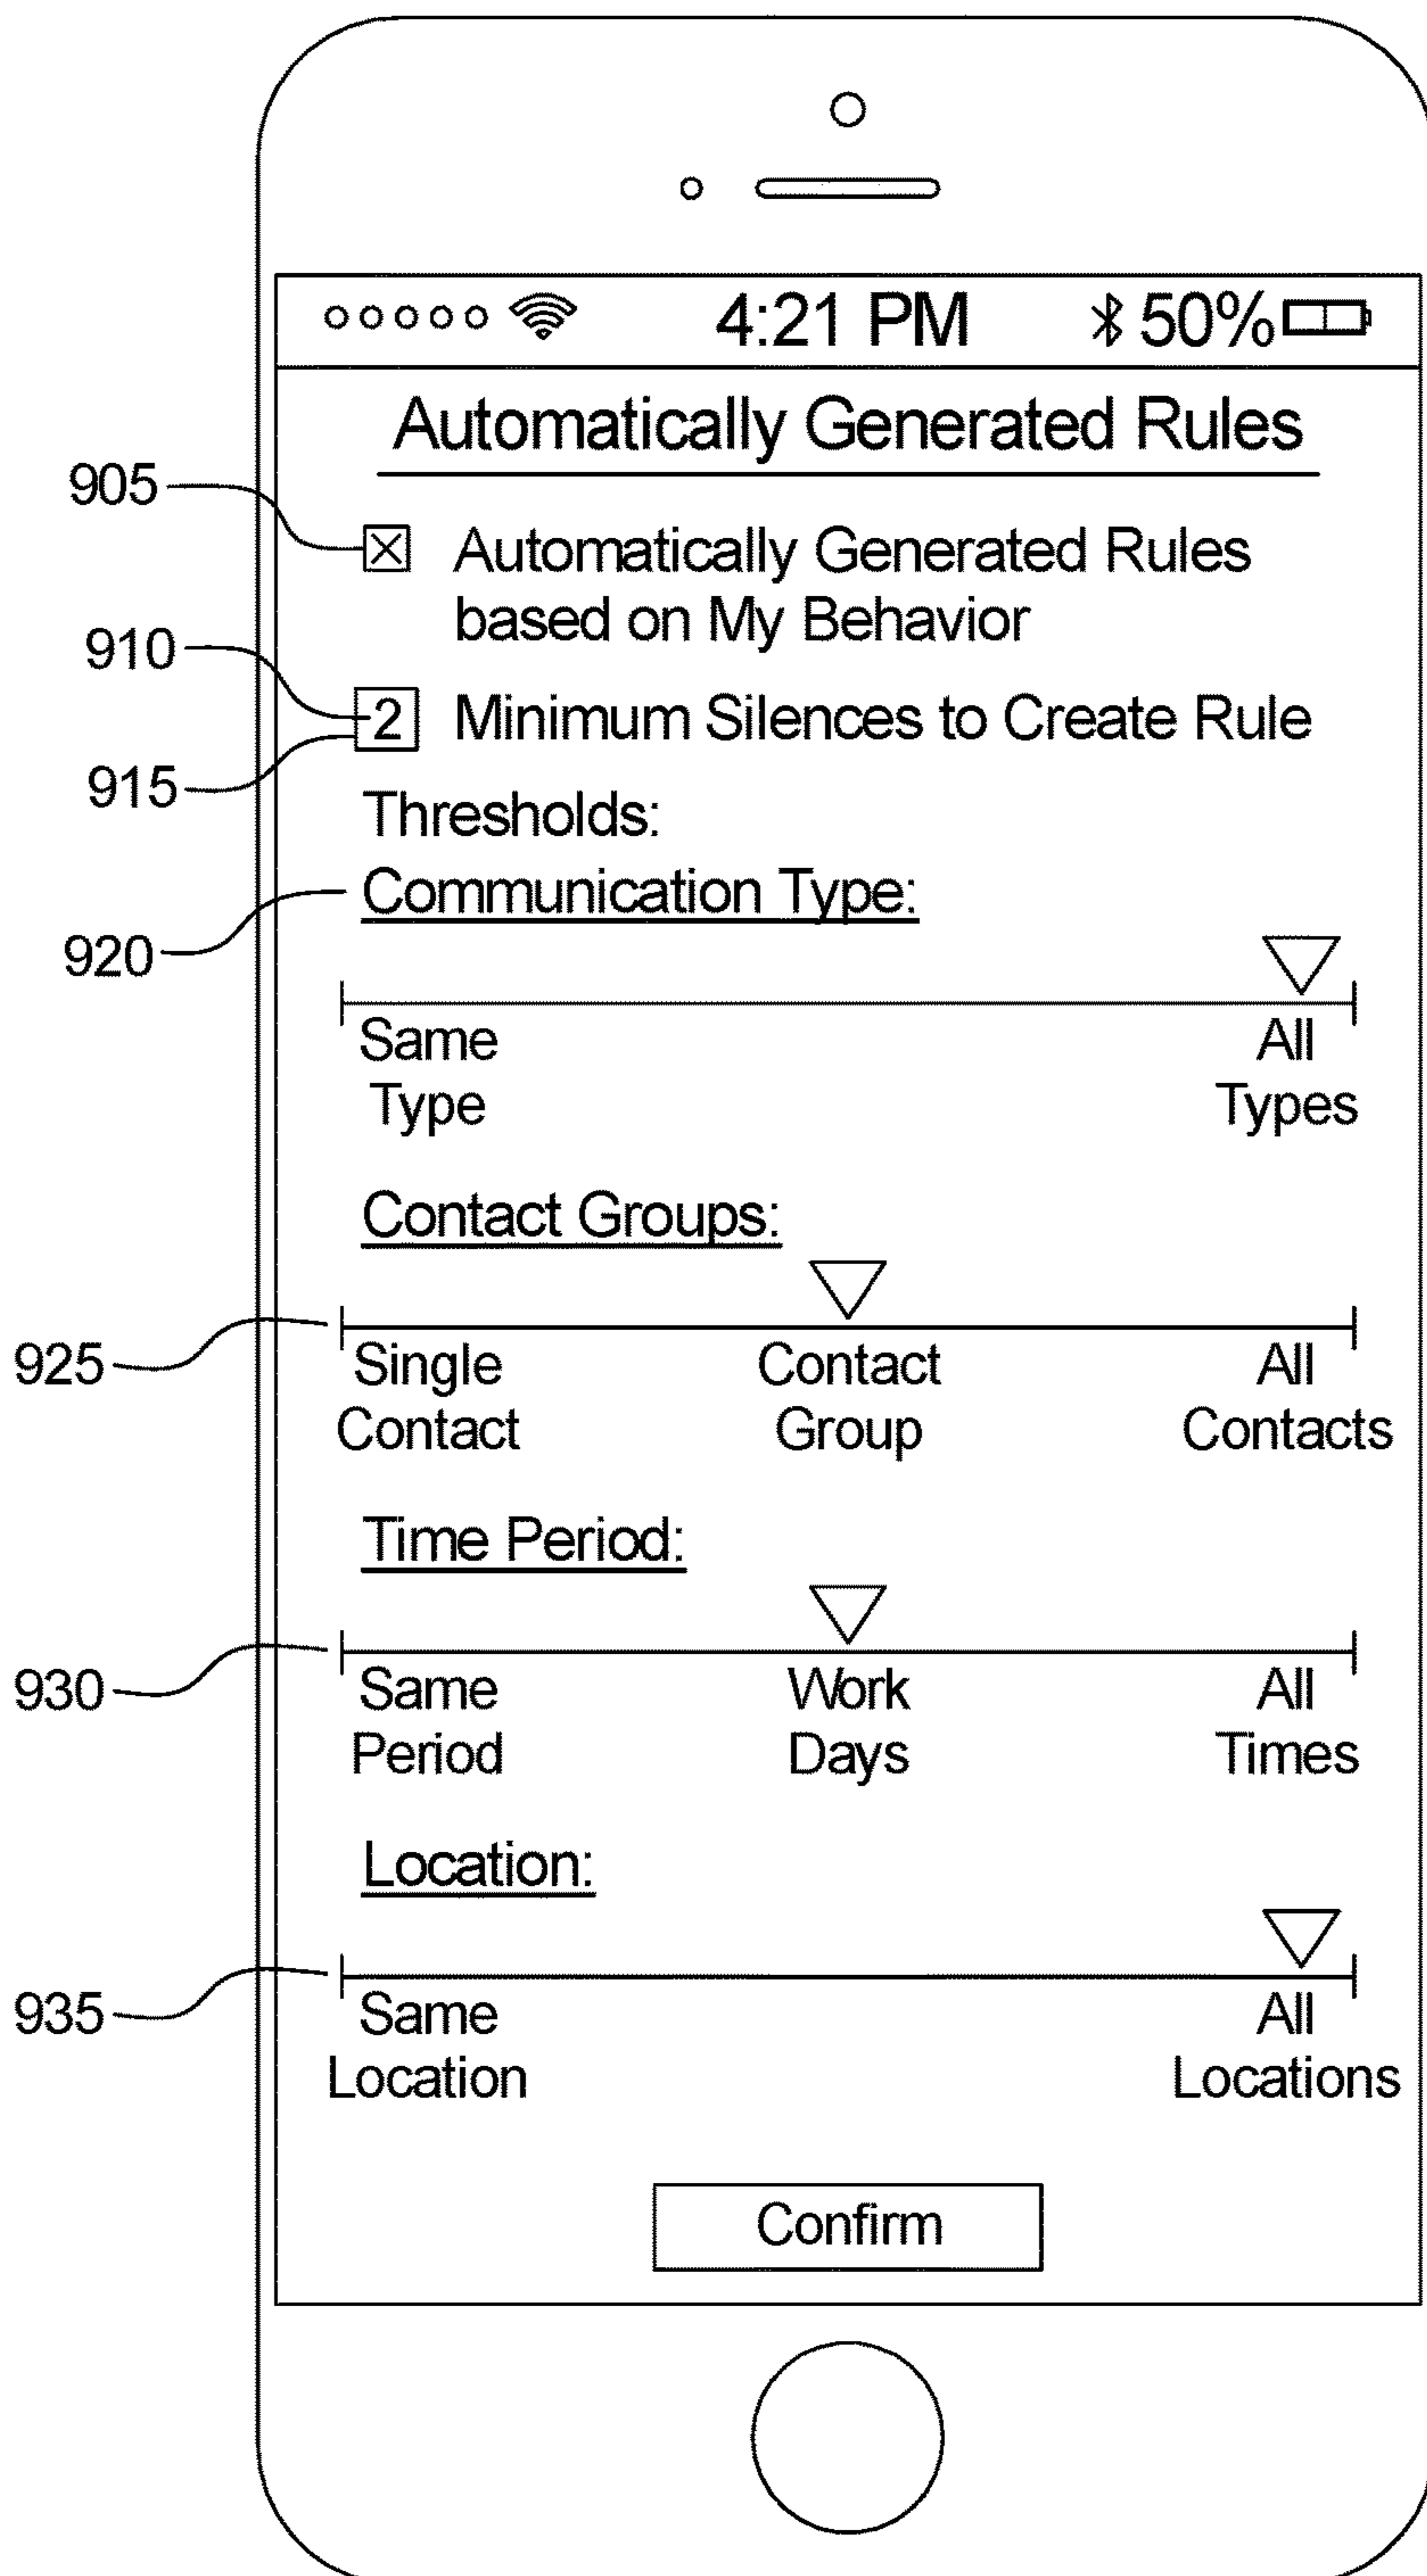 4:21 PM 50%
Automatically Generated Rules
905
Automatically Generated Rules
based on My Behavior
910
2 Minimum Silences to Create Rule
915
Thresholds:
Communication Type:
920
Same All
Type Types
Contact Groups:
925
Single Contact All
Contact Group Contacts
Time Period:
930
Same Work All
Period Days Times
Location:
935
Same All
Location Locations
Confirm